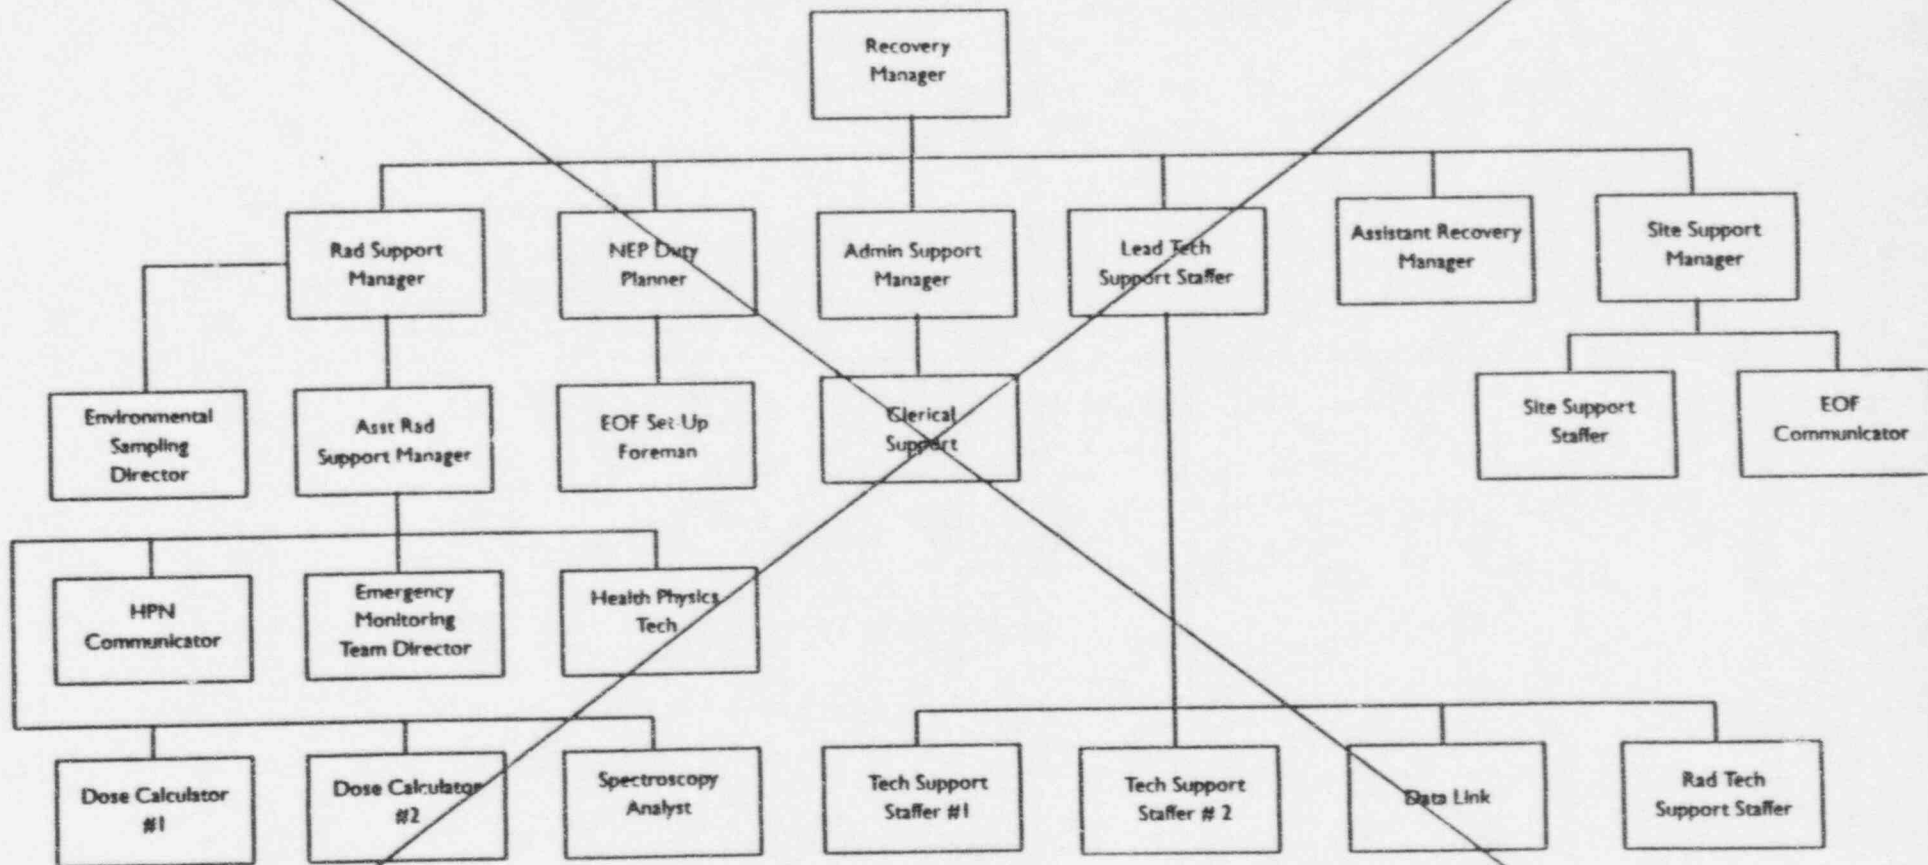 Recovery
Manager
Rad Support
Manager
NEP Duty
Planner
Admin Support
Manager
Lead Tech
Support Staffer
Assistant Recovery
Manager
Site Support
Manager
Environmental
Sampling
Director
Asst Rad
Support Manager
EOF Set-Up
Foreman
Clerical
Support
Site Support
Staffer
EOF
Communicator
HPN
Communicator
Emergency
Monitoring
Team Director
Health Physics
Tech
Dose Calculator
#1
Dose Calculator
#2
Spectroscopy
Analyst
Tech Support
Staffer #1
Tech Support
Staffer # 2
Data Link
Rad Tech
Support Staffer